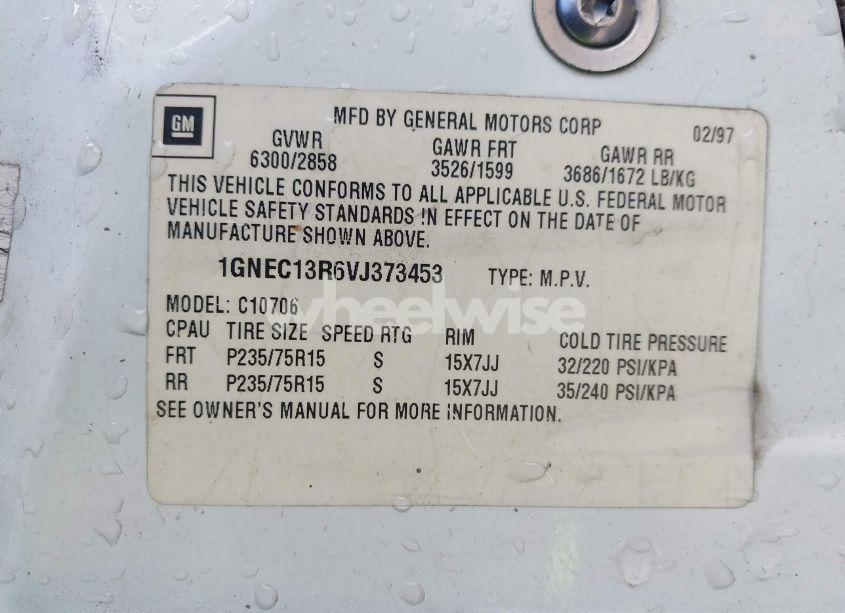 GM
MFD BY GENERAL MOTORS CORP 02/97
GVWR GAWR FRT GAWR RR
6300/2858 3526/1599 3686/1672 LB/KG
THIS VEHICLE CONFORMS TO ALL APPLICABLE U.S. FEDERAL MOTOR
VEHICLE SAFETY STANDARDS IN EFFECT ON THE DATE OF
MANUFACTURE SHOWN ABOVE.
1GNEC13R6VJ373453 TYPE: M.P.V.
MODEL: C10706
wheelwise
CPAU TIRE SIZE SPEED RTG RIM COLD TIRE PRESSURE
FRT P235/75R15 S 15X7JJ 32/220 PSI/KPA
RR P235/75R15 S 15X7JJ 35/240 PSI/KPA
SEE OWNER'S MANUAL FOR MORE INFORMATION.